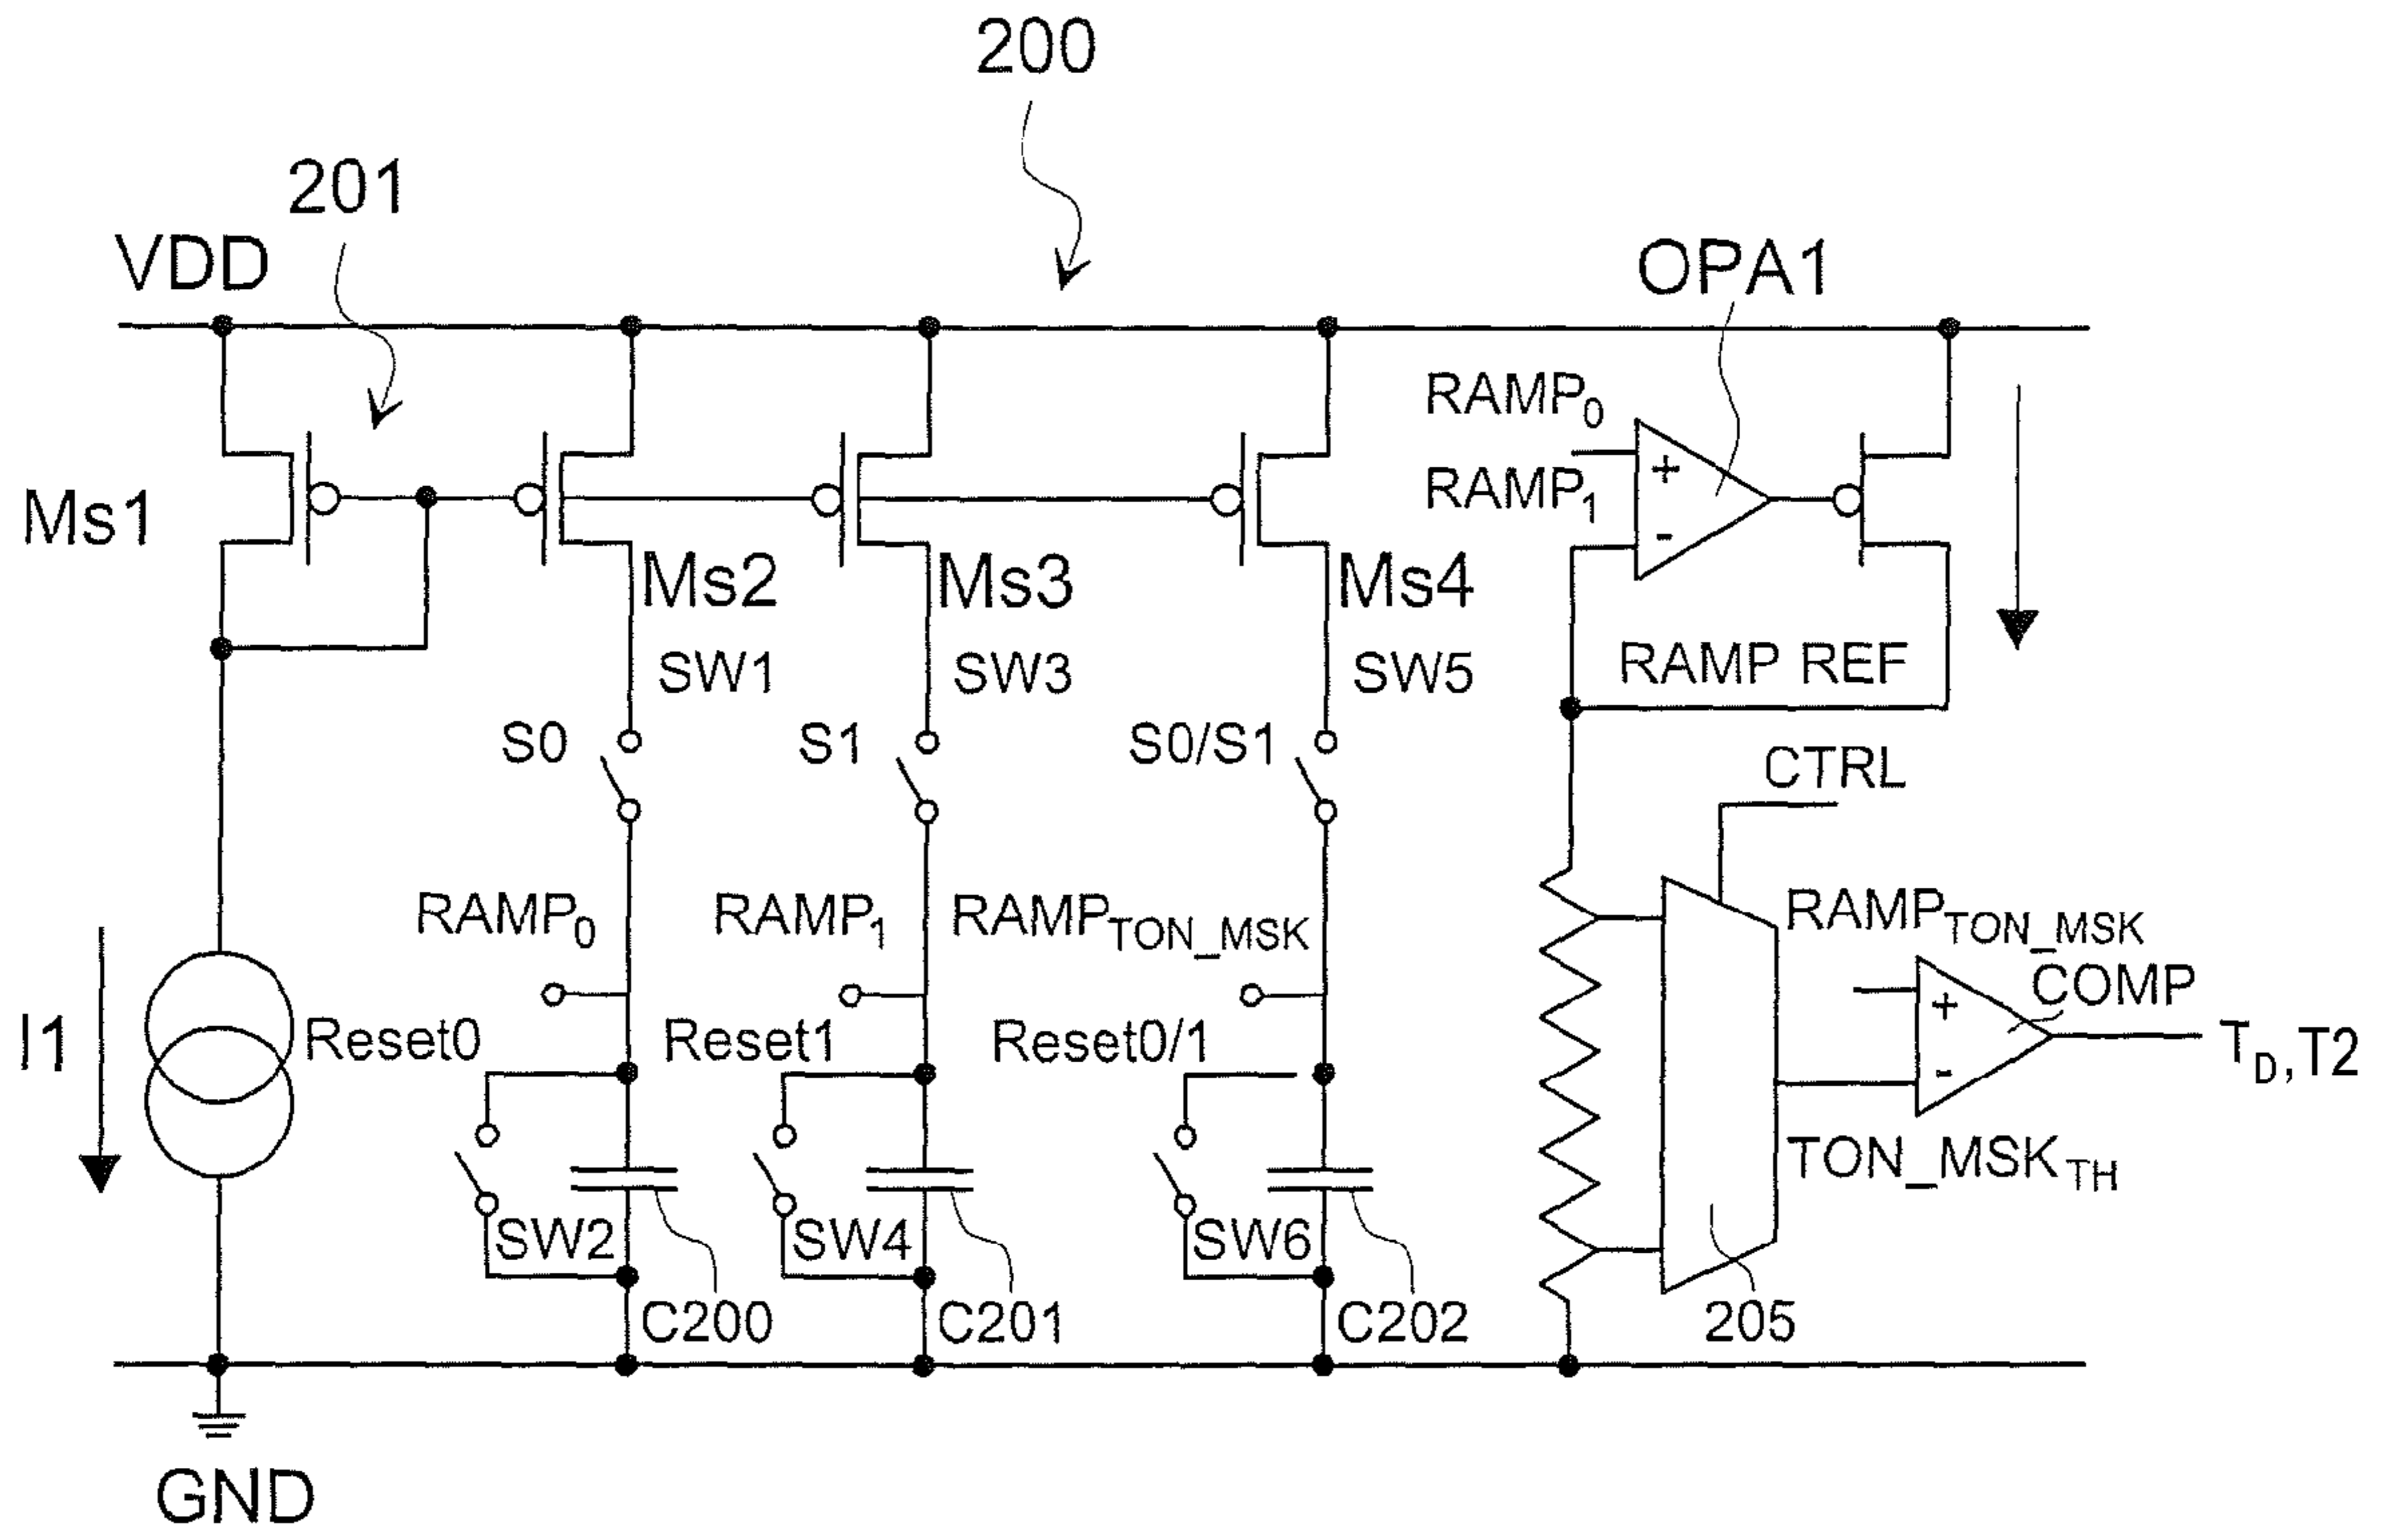 200
201
VDD
OPA1
RAMP0
RAMP1
+
-
Ms1
Ms2
Ms3
Ms4
SW1
SW3
SW5
RAMP REF
S0
S1
S0/S1
CTRL
RAMP0
RAMP1
RAMPTON_MSK
RAMPTON_MSK
COMP
+
-
I1
Reset0
Reset1
Reset0/1
TD,T2
TON_MSKTH
SW2
SW4
SW6
C200
C201
C202
205
GND